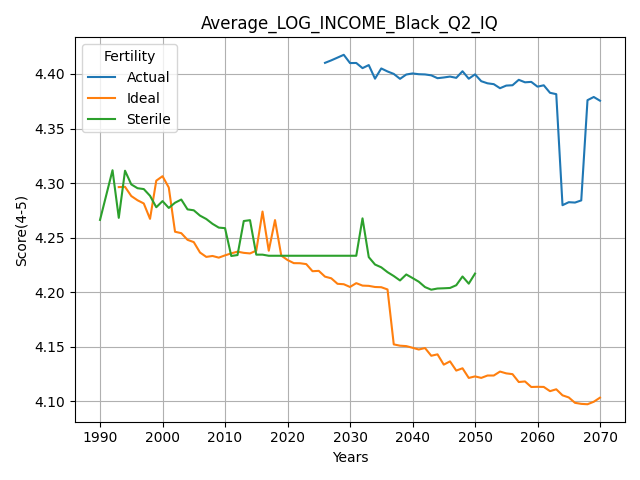 Average_LOG_INCOME_Black_Q2_IQ
Fertility
Actual
Ideal
Sterile
Score(4-5)
4.40
4.35
4.30
4.25
4.20
4.15
4.10
1990 2000 2010 2020 2030 2040 2050 2060 2070
Years